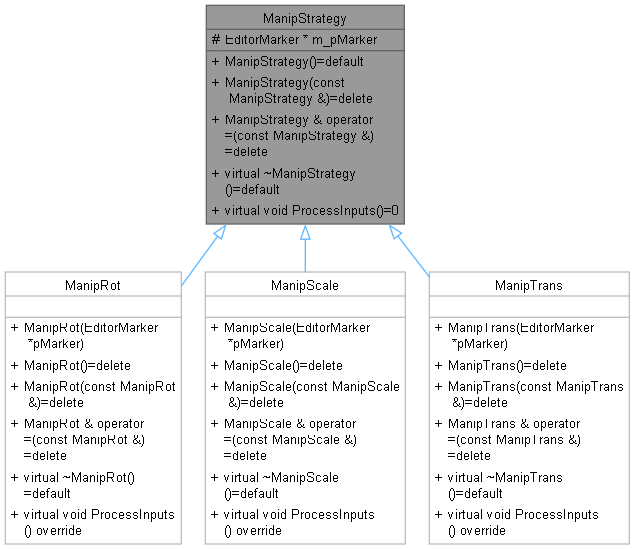 ManipStrategy
# EditorMarker * m_pMarker
+ ManipStrategy()=default
+ ManipStrategy(const
ManipStrategy &)=delete
+ ManipStrategy & operator
=(const ManipStrategy &)
=delete
+ virtual ~ManipStrategy
()=default
+ virtual void ProcessInputs()=0
ManipRot
+ ManipRot(EditorMarker
*pMarker)
+ ManipRot()=delete
+ ManipRot(const ManipRot
&)=delete
+ ManipRot & operator
=(const ManipRot &)
=delete
+ virtual ~ManipRot()
=default
+ virtual void ProcessInputs
() override
ManipScale
+ ManipScale(EditorMarker
*pMarker)
+ ManipScale()=delete
+ ManipScale(const ManipScale
&)=delete
+ ManipScale & operator
=(const ManipScale &)
=delete
+ virtual ~ManipScale
()=default
+ virtual void ProcessInputs
() override
ManipTrans
+ ManipTrans(EditorMarker
*pMarker)
+ ManipTrans()=delete
+ ManipTrans(const ManipTrans
&)=delete
+ ManipTrans & operator
=(const ManipTrans &)
=delete
+ virtual ~ManipTrans
()=default
+ virtual void ProcessInputs
() override